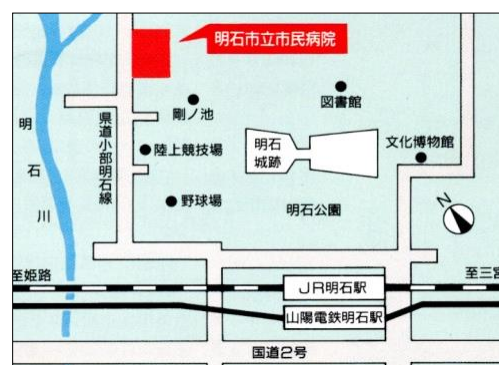 明石市立市民病院
剛ノ池
図書館
明石
城跡
文化博物館
陸上競技場
県道小部明石線
明石川
野球場
明石公園
N
至姫路
至三宮
JR明石駅
山陽電鉄明石駅
国道2号